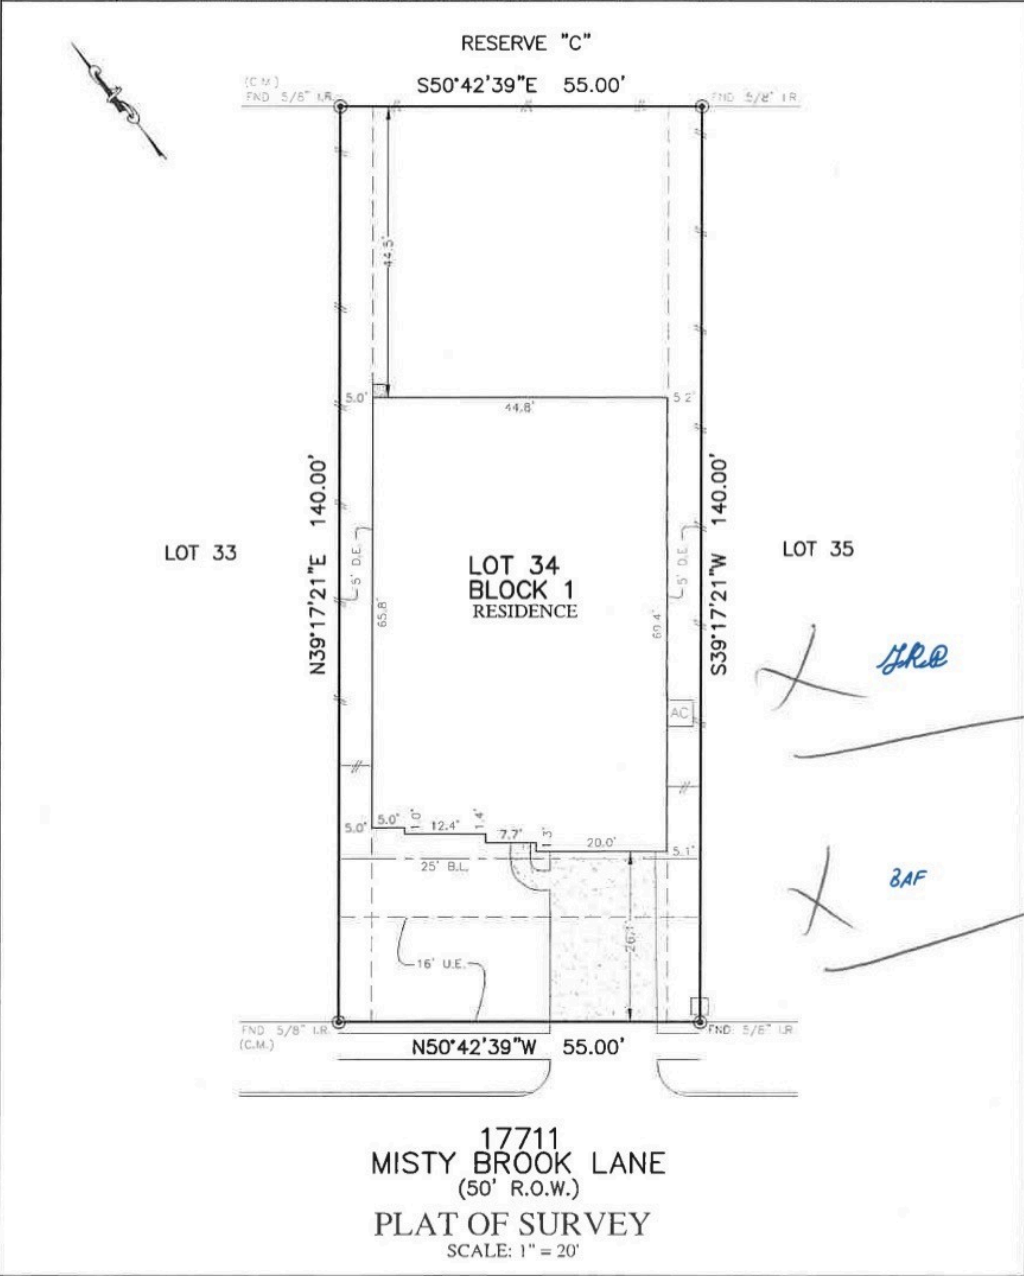 RESERVE "C"
(C.M.)
S50°42'39"E 55.00'
FND 5/8" I.R.
FND 5/8" I.R.
44.5'
5.0'
44.8'
5.2'
N39°17'21"E 140.00'
S39°17'21"W 140.00'
LOT 33
LOT 35
5' D.E.
5' D.E.
LOT 34
BLOCK 1
RESIDENCE
65.8'
69.4'
JRP
AC
5.0'
5.0'
1.0'
12.4'
1.4'
7.7'
1.3'
20.0'
5.1'
25' B.L.
BAF
26.1'
16' U.E.
FND 5/8" I.R.
(C.M.)
FND 5/8" I.R.
N50°42'39"W 55.00'
17711
MISTY BROOK LANE
(50' R.O.W.)
PLAT OF SURVEY
SCALE: 1" = 20'